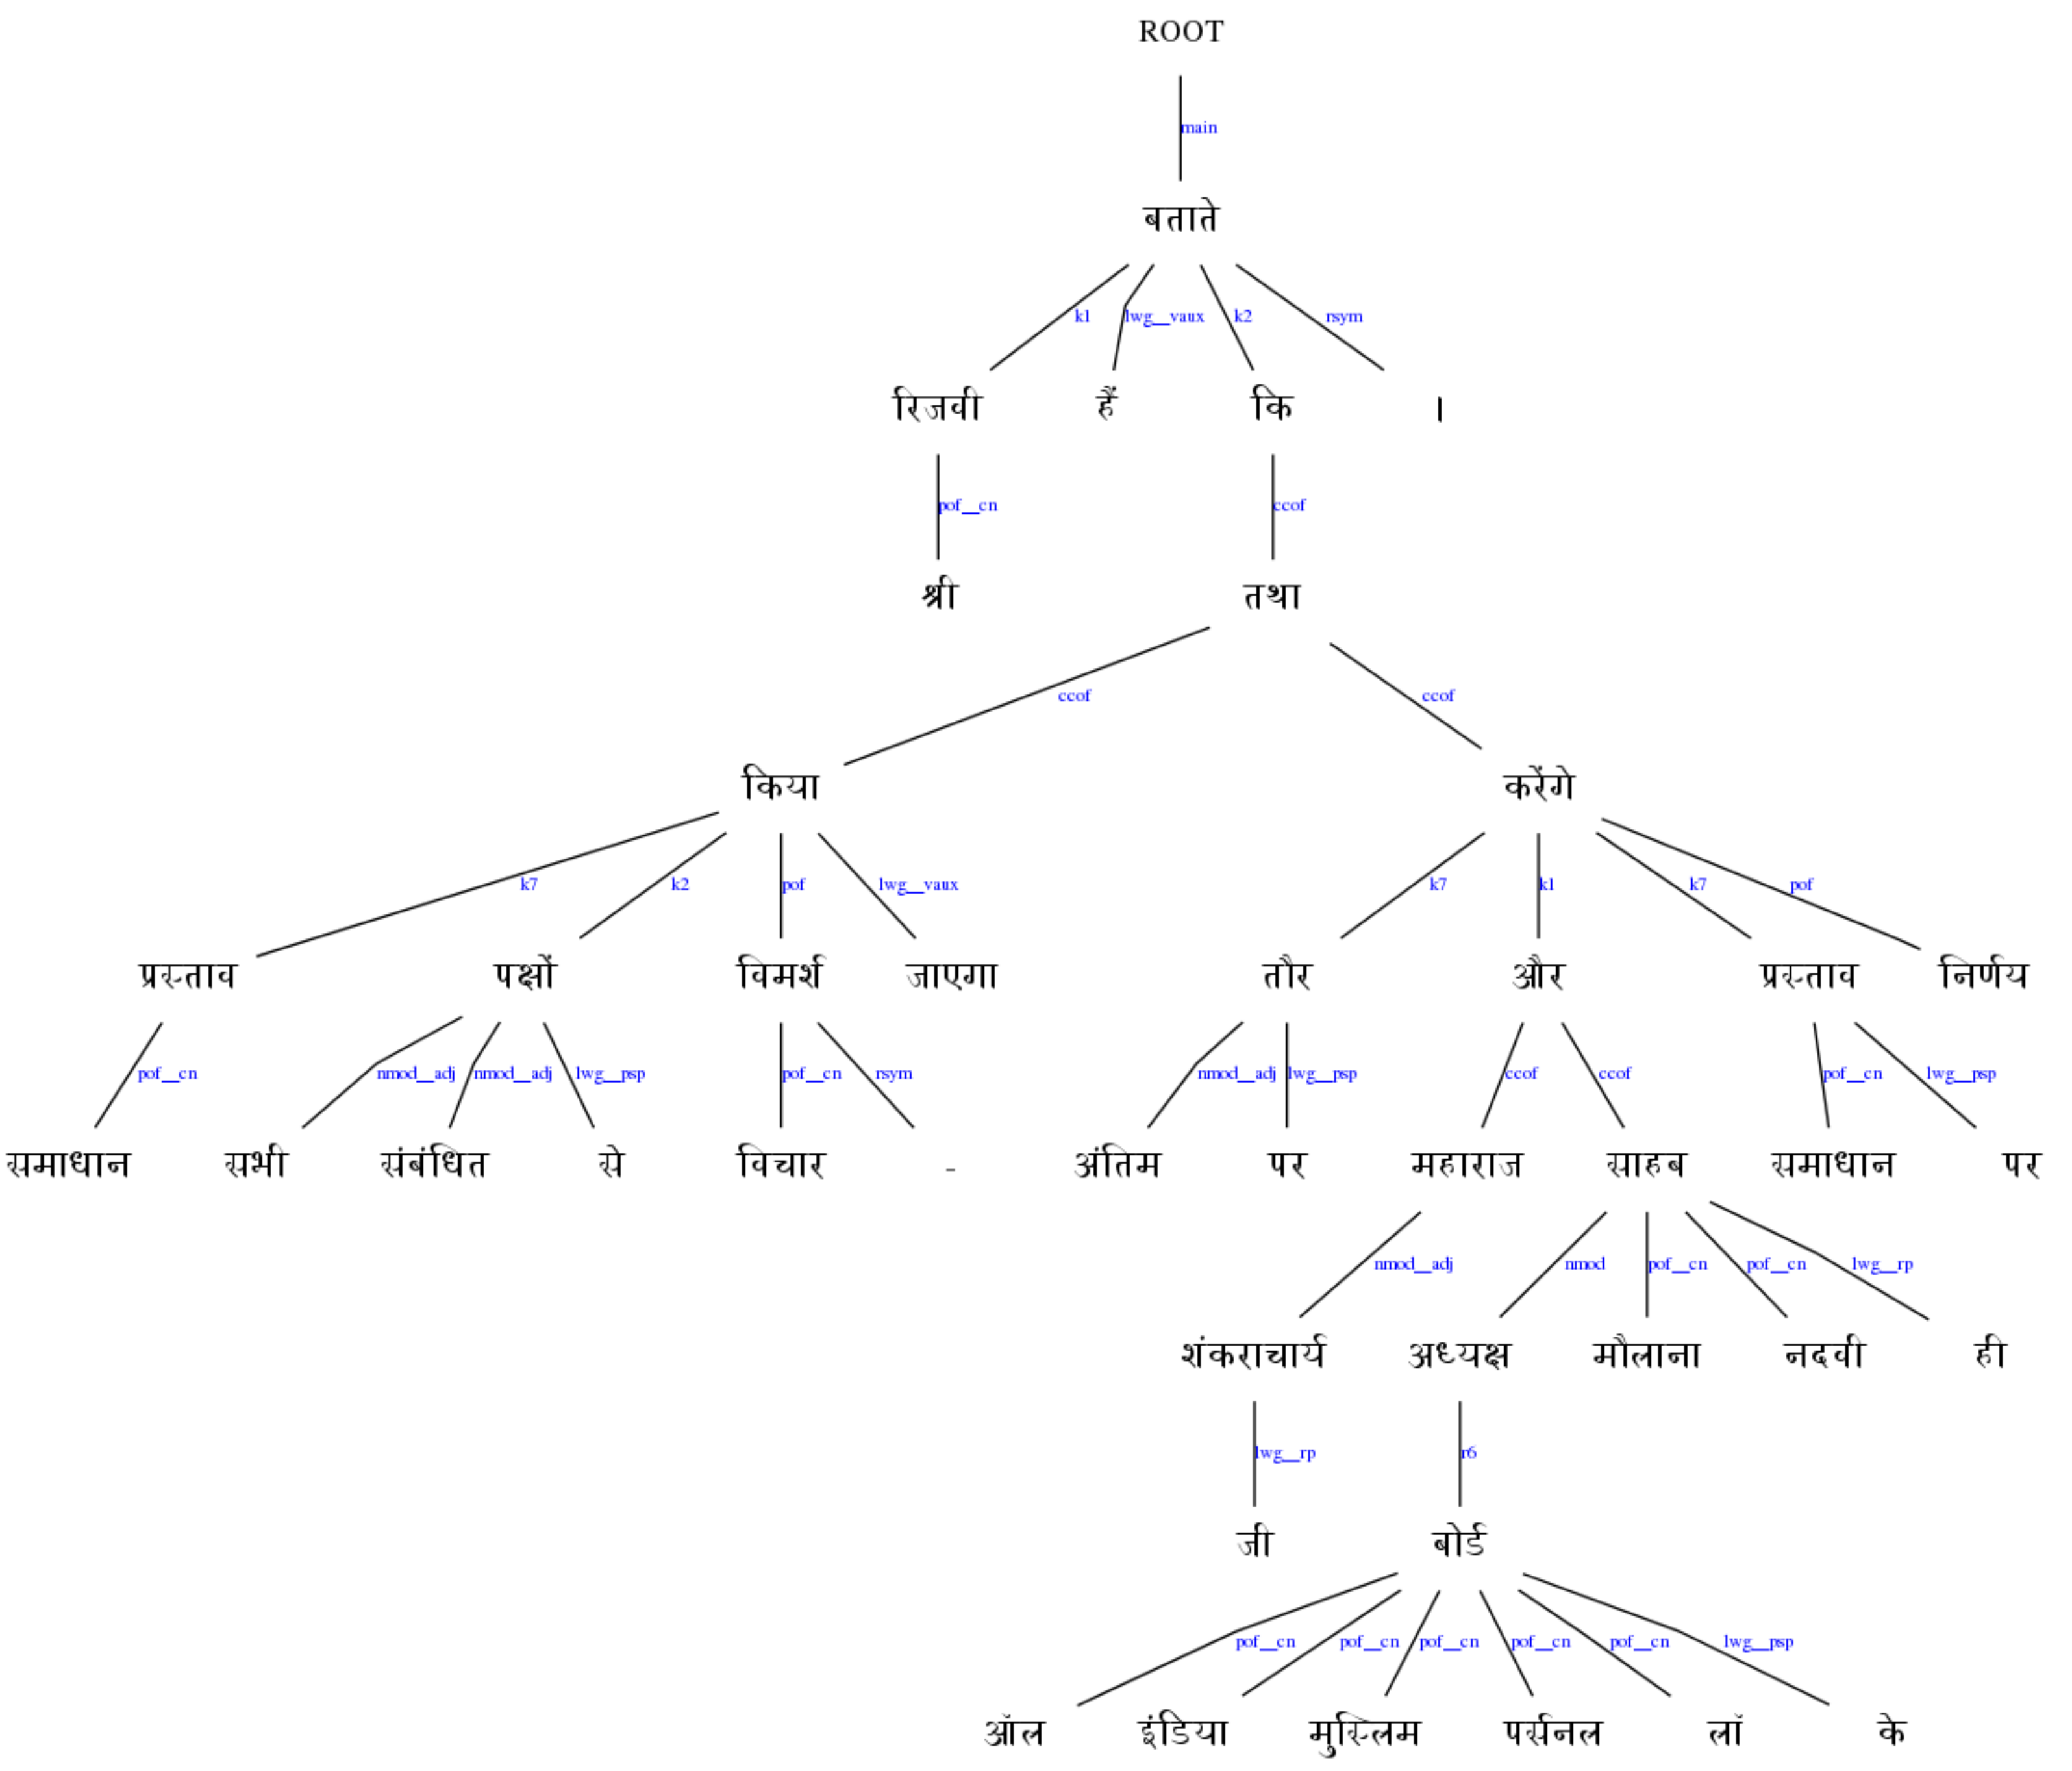 ROOT
main
बताते
k1 lwg__vaux k2 rsym
रिजवी हैं कि ।
pof__cn ccof
श्री तथा
ccof ccof
किया करेंगे
k7 k2 pof lwg__vaux k7 k1 k7 pof
प्रस्ताव पक्षों विमर्श जाएगा तौर और प्रस्ताव निर्णय
pof__cn nmod__adj nmod__adj lwg__psp pof__cn rsym nmod__adj lwg__psp ccof ccof pof__cn lwg__psp
समाधान सभी संबंधित से विचार - अंतिम पर महाराज साहब समाधान पर
nmod__adj nmod pof__cn pof__cn lwg__rp
शंकराचार्य अध्यक्ष मौलाना नदवी ही
lwg__rp r6
जी बोर्ड
pof__cn pof__cn pof__cn pof__cn pof__cn lwg__psp
ऑल इंडिया मुस्लिम पर्सनल लॉ के